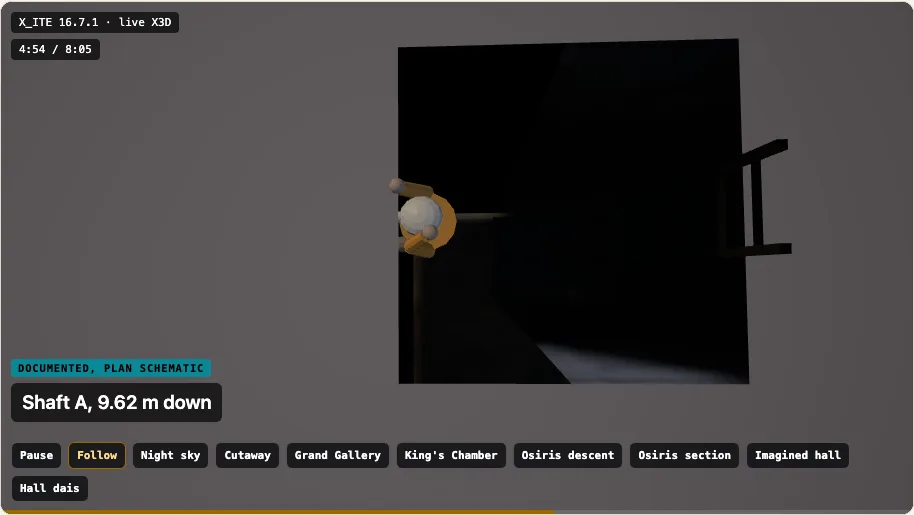 X_ITE 16.7.1 · live X3D
4:54 / 8:05
DOCUMENTED, PLAN SCHEMATIC
Shaft A, 9.62 m down
Pause Follow Night sky Cutaway Grand Gallery King's Chamber Osiris descent Osiris section Imagined hall
Hall dais